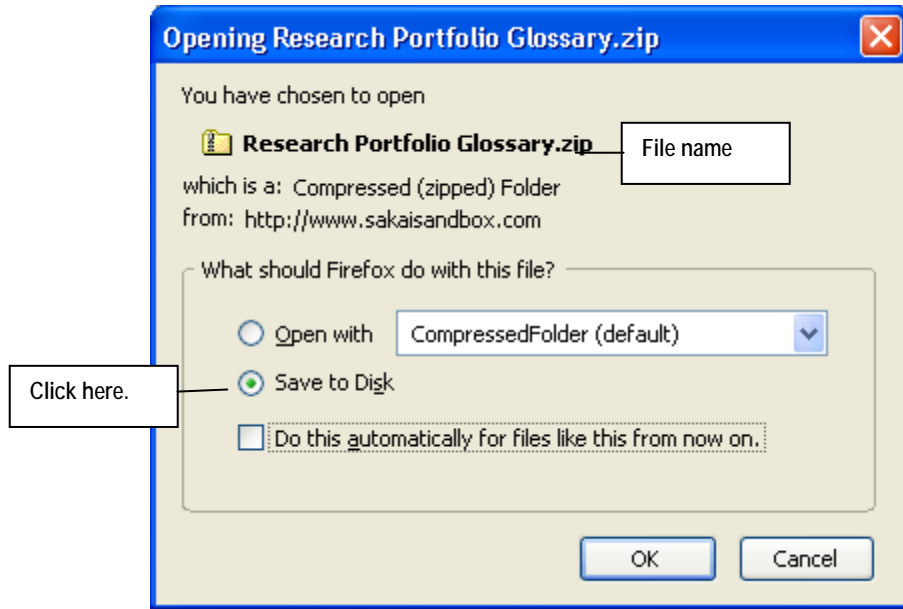 Opening Research Portfolio Glossary.zip
You have chosen to open
Research Portfolio Glossary.zip
File name
which is a: Compressed (zipped) Folder
from: http://www.sakaisandbox.com
What should Firefox do with this file?
Open with CompressedFolder (default)
Click here.
Save to Disk
Do this automatically for files like this from now on.
OK Cancel